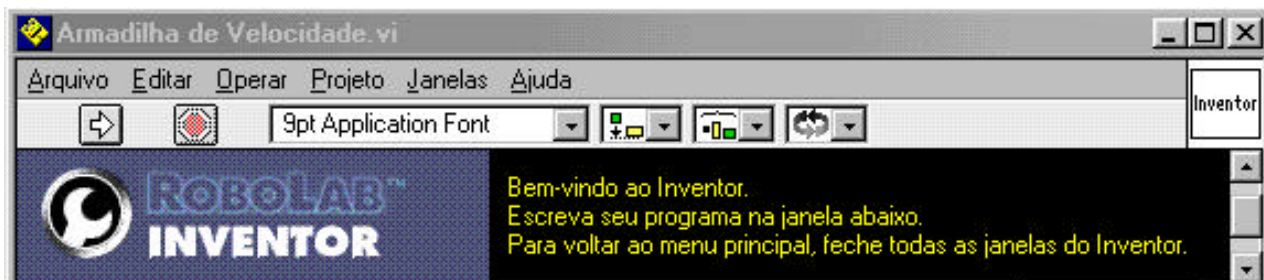 Armadilha de Velocidade.vi
Arquivo Editar Operar Projeto Janelas Ajuda
Inventor
9pt Application Font
ROBOLAB™
INVENTOR
Bem-vindo ao Inventor.
Escreva seu programa na janela abaixo.
Para voltar ao menu principal, feche todas as janelas do Inventor.